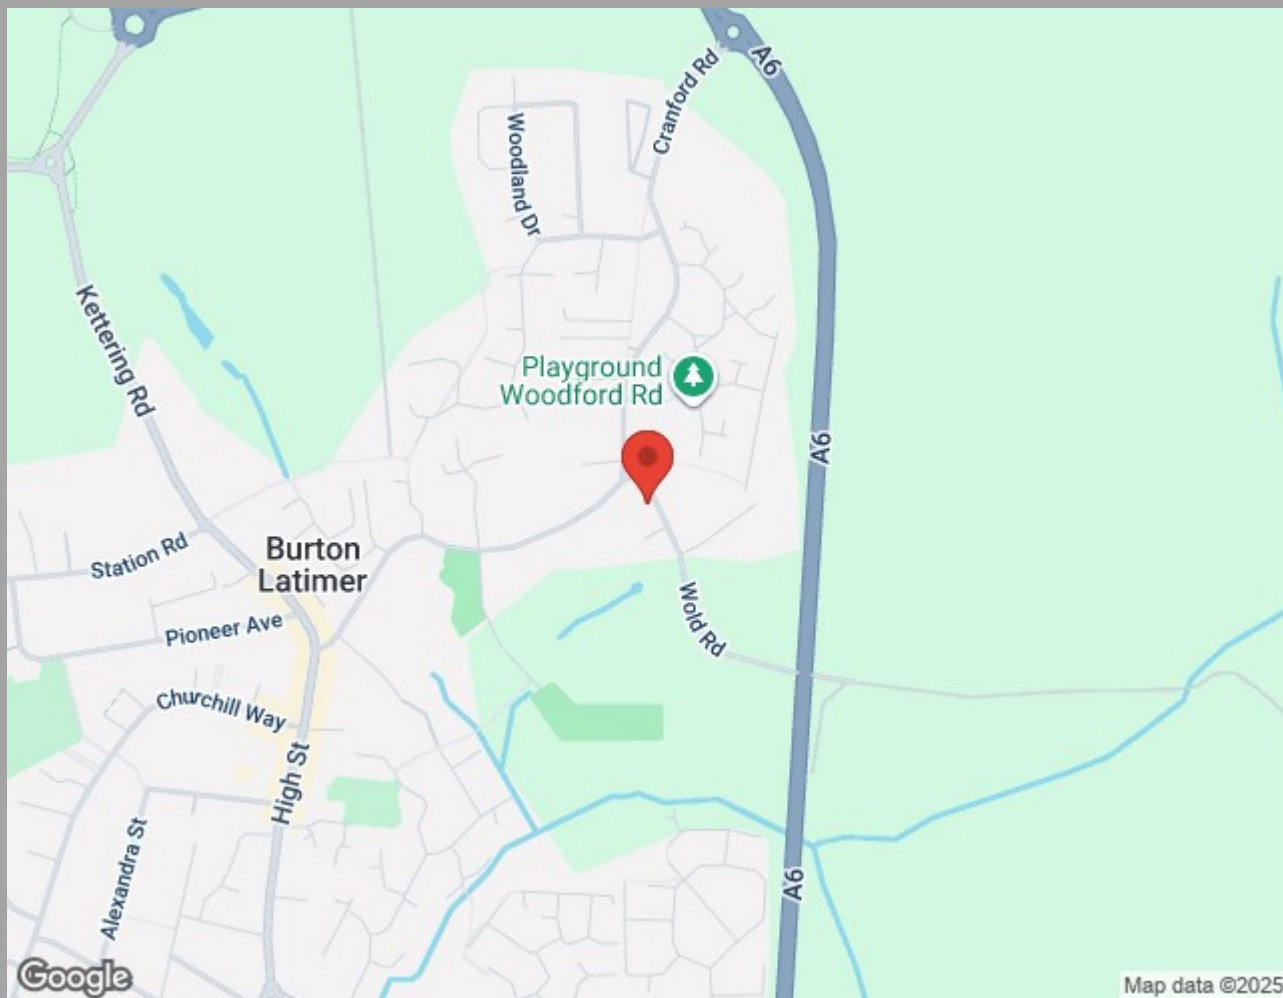 A6
Cranford Rd
Woodland Dr
Kettering Rd
Playground
Woodford Rd
A6
Station Rd
Burton
Latimer
Pioneer Ave
Wold Rd
Churchill Way
High St
Alexandra St
A6
Google
Map data ©2025